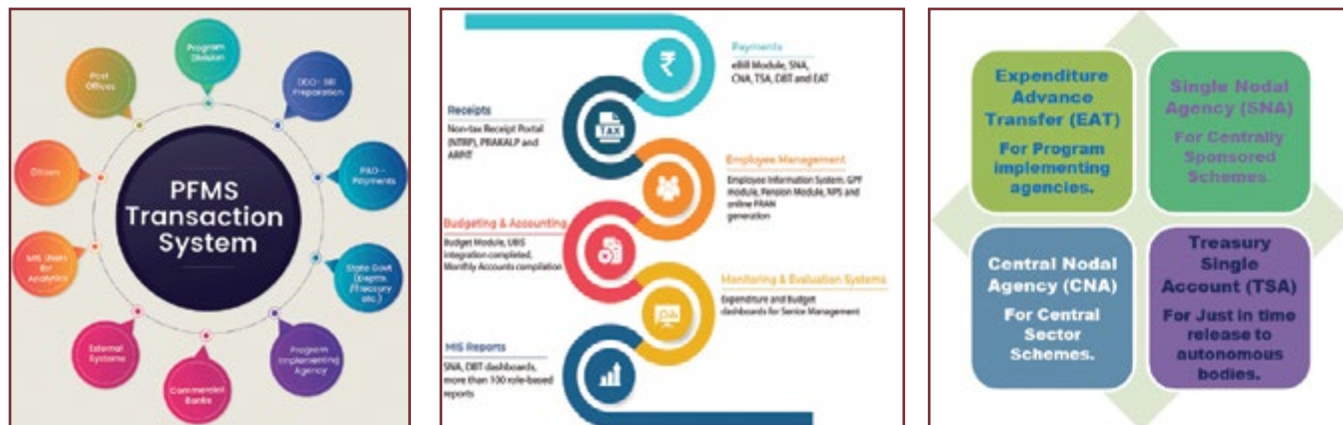 Program
Division
DDO- Bill
Preparation
PAO –
Payments
State Govt
(Deptts
/Treasury
etc.)
Program
Implementing
Agency
Commercial
Banks
External
Systems
MIS Users
for
Analytics
Citizen
Post
Offices
PFMS
Transaction
System
Payments
eBill Module, SNA,
CNA, TSA, DBT and EAT
Receipts
Non-tax Receipt Portal
(NTRP), PRAKALP and
ARPIT
TAX
Employee Management
Employee Information System, GPF
module, Pension Module, NPS and
online PRAN
generation
Budgeting & Accounting
Budget Module, UBIS
integration completed,
Monthly Accounts compilation
Monitoring & Evaluation Systems
Expenditure and Budget
dashboards for Senior Management
MIS Reports
SNA, DBT dashboards,
more than 100 role-based
reports
Expenditure
Advance
Transfer (EAT)
For Program
implementing
agencies.
Single Nodal
Agency (SNA)
For Centrally
Sponsored
Schemes.
Central Nodal
Agency (CNA)
For Central
Sector
Schemes.
Treasury
Single
Account (TSA)
For Just in time
release to
autonomous
bodies.